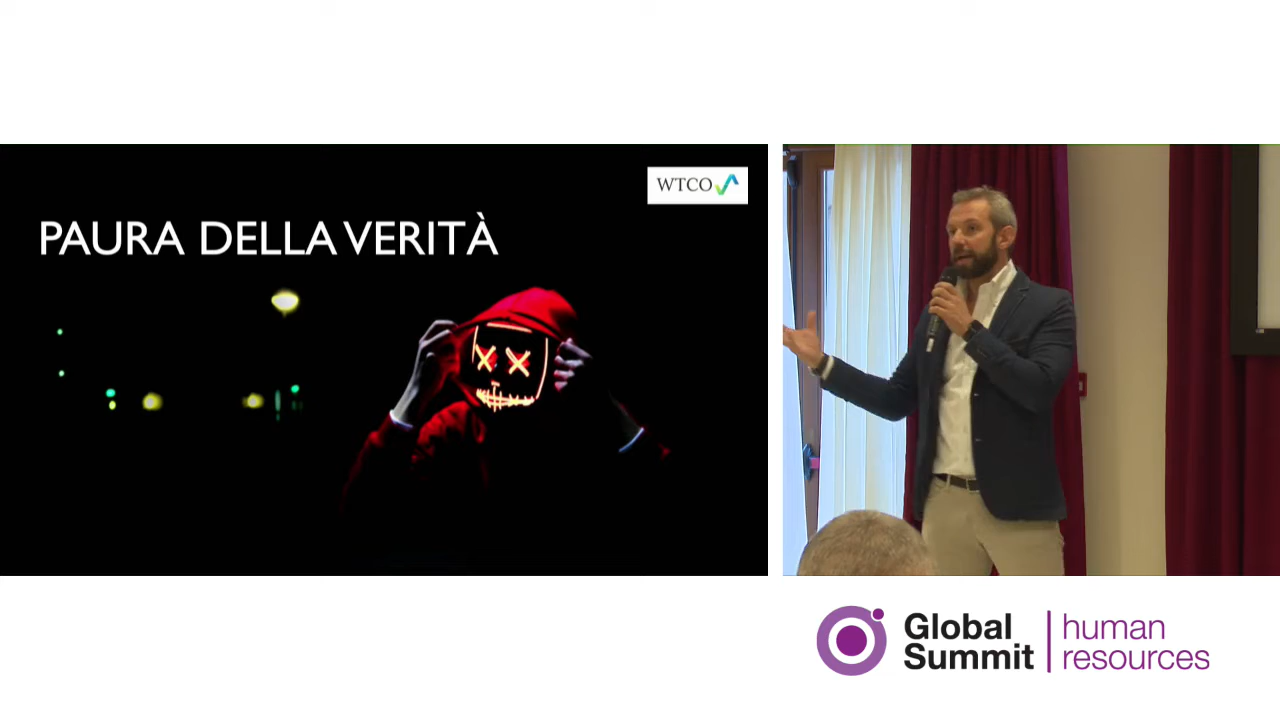 WTCO
PAURA DELLA VERITÀ
Global
Summit
human
resources